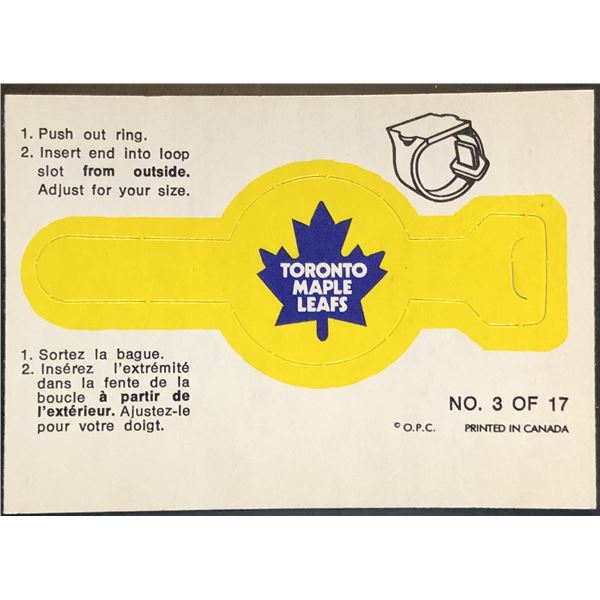 1. Push out ring.
2. Insert end into loop
slot from outside.
Adjust for your size.
TORONTO
MAPLE
LEAFS
1. Sortez la bague.
2. Insérez l'extrémité
dans la fente de la
boucle à partir de
l'extérieur. Ajustez-le
pour votre doigt.
NO. 3 OF 17
© O.P.C. PRINTED IN CANADA